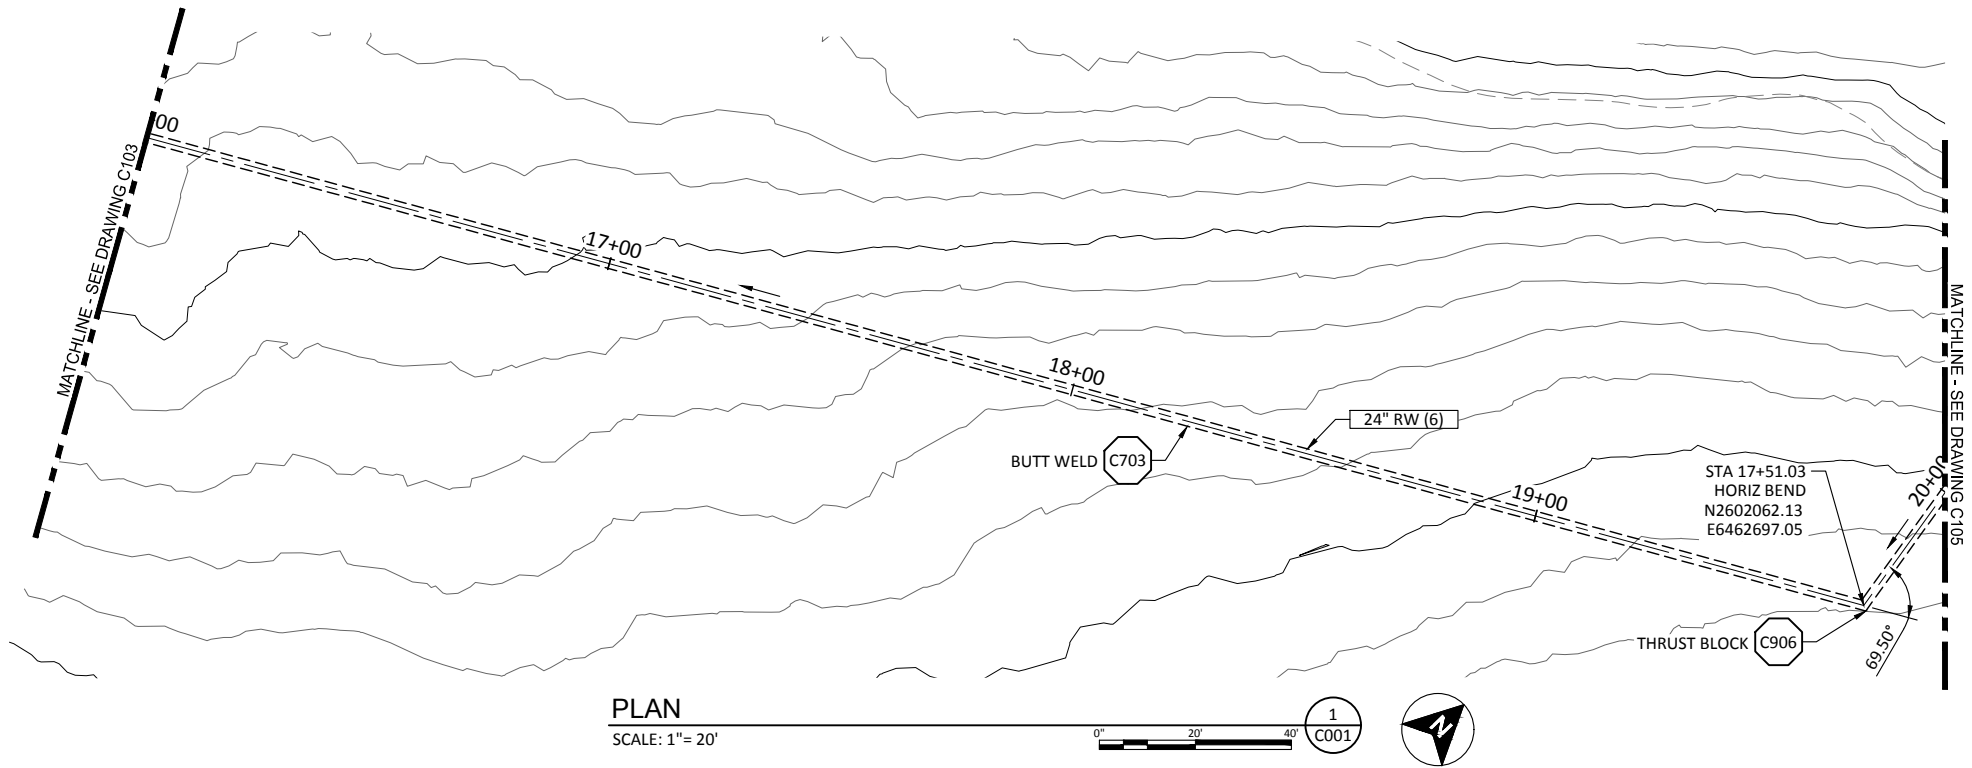 00
MATCHLINE - SEE DRAWING C103
17+00
18+00
24" RW (6)
BUTT WELD C703
19+00
STA 17+51.03
HORIZ BEND
N2602062.13
E6462697.05
20+00
MATCHLINE - SEE DRAWING C105
THRUST BLOCK C906
69.50°
PLAN
SCALE: 1"= 20'
1
C001
0" 20' 40'
N